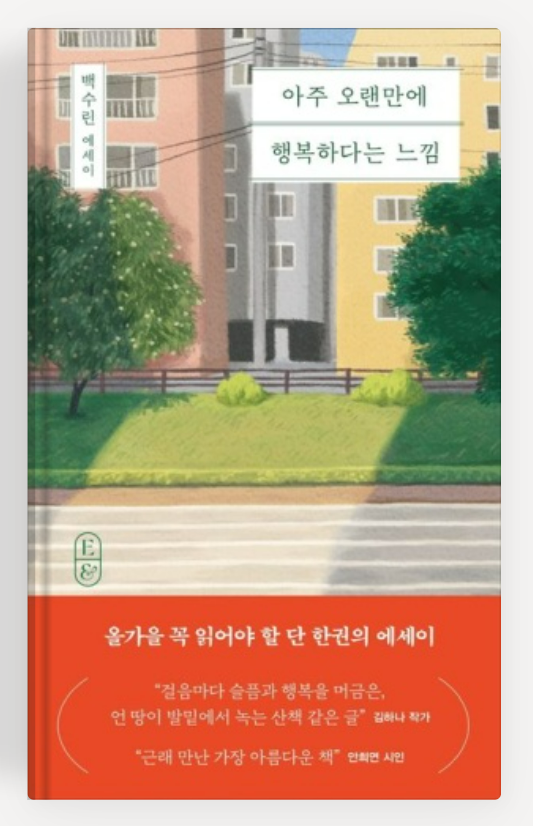 백수린 에세이
아주 오랜만에
행복하다는 느낌
E
&
올가을 꼭 읽어야 할 단 한권의 에세이
“걸음마다 슬픔과 행복을 머금은,
언 땅이 발밑에서 녹는 산책 같은 글” 김하나 작가
“근래 만난 가장 아름다운 책” 안희연 시인